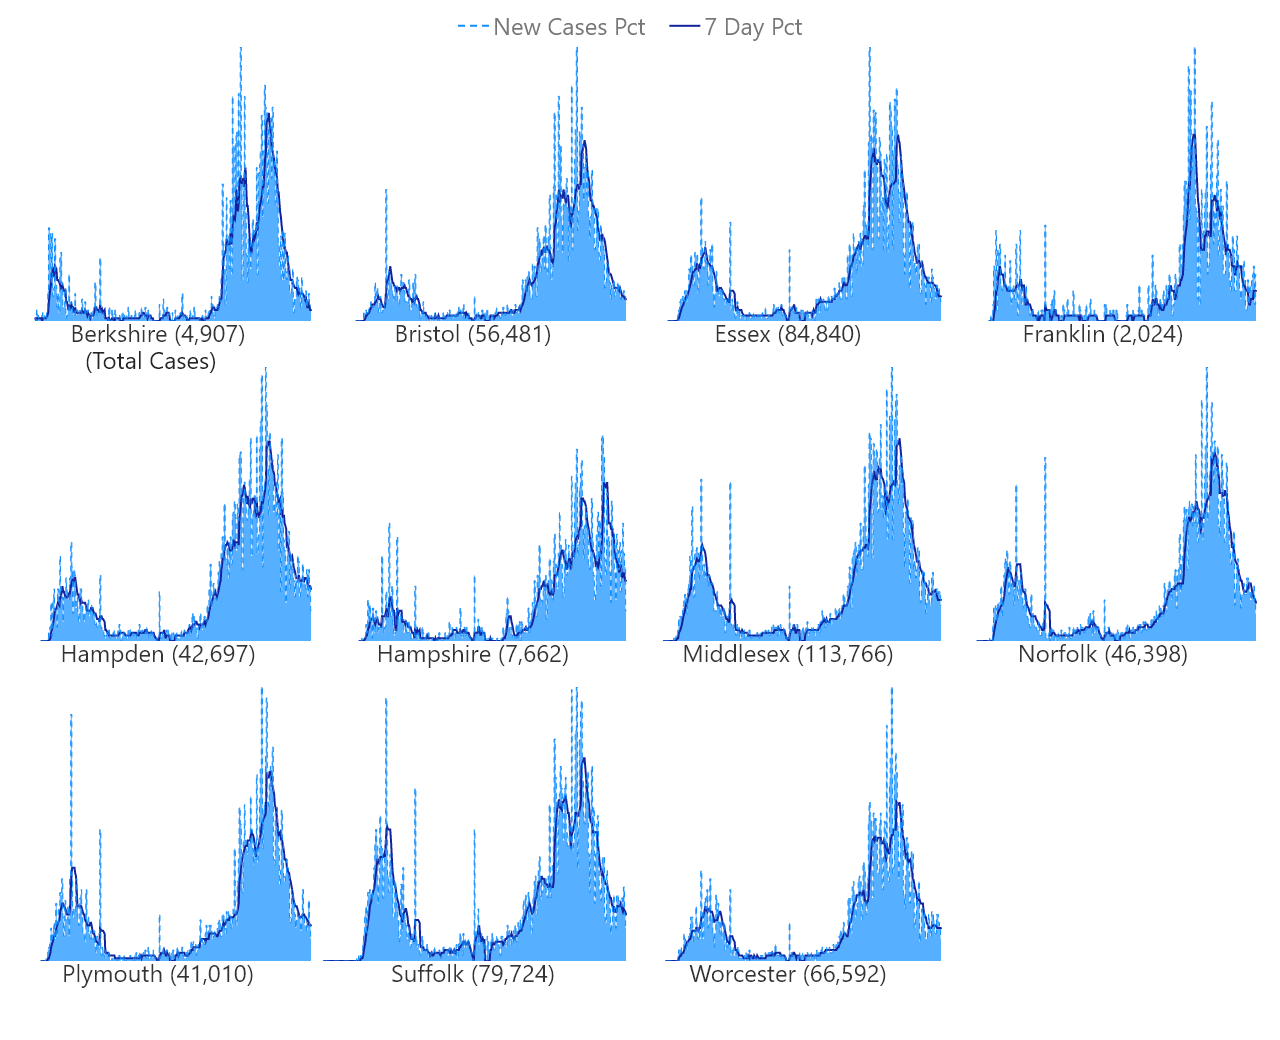 New Cases Pct 7 Day Pct
Berkshire (4,907) Bristol (56,481) Essex (84,840) Franklin (2,024)
(Total Cases)
Hampden (42,697) Hampshire (7,662) Middlesex (113,766) Norfolk (46,398)
Plymouth (41,010) Suffolk (79,724) Worcester (66,592)